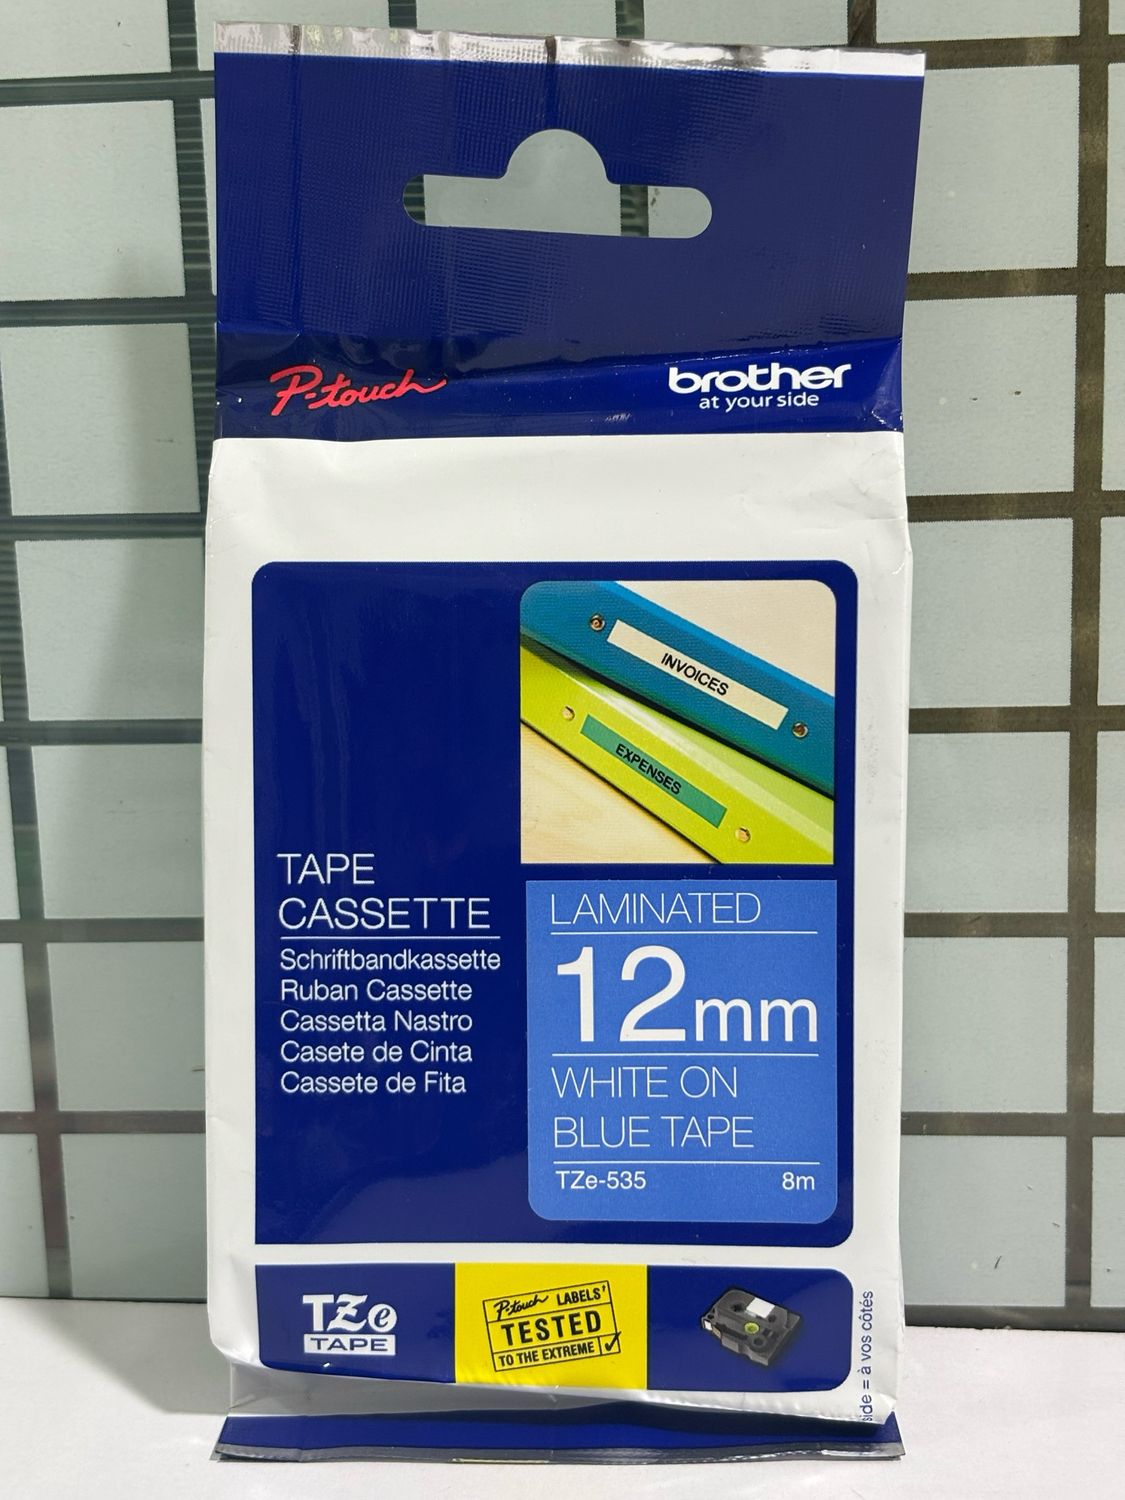 P-touch
brother
at your side
INVOICES
EXPENSES
TAPE
CASSETTE
Schriftbandkassette
Ruban Cassette
Cassetta Nastro
Casete de Cinta
Cassete de Fita
LAMINATED
12mm
WHITE ON
BLUE TAPE
TZe-535 8m
TZe
TAPE
P-touch LABELS'
TESTED
TO THE EXTREME
side = à vos côtés